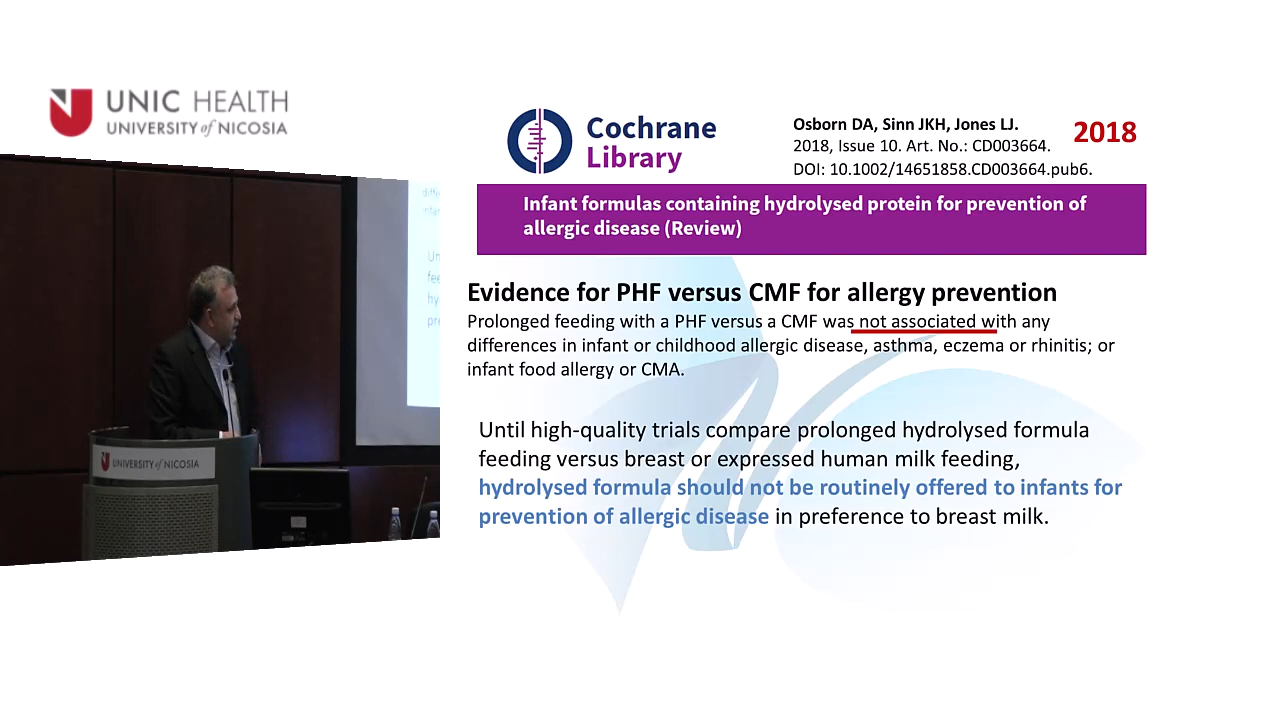 UNIC HEALTH
UNIVERSITY of NICOSIA
Cochrane
Library
Osborn DA, Sinn JKH, Jones LJ.
2018, Issue 10. Art. No.: CD003664.
DOI: 10.1002/14651858.CD003664.pub6.
2018
Infant formulas containing hydrolysed protein for prevention of
allergic disease (Review)
Evidence for PHF versus CMF for allergy prevention
Prolonged feeding with a PHF versus a CMF was not associated with any
differences in infant or childhood allergic disease, asthma, eczema or rhinitis; or
infant food allergy or CMA.
Until high-quality trials compare prolonged hydrolysed formula
feeding versus breast or expressed human milk feeding,
hydrolysed formula should not be routinely offered to infants for
prevention of allergic disease in preference to breast milk.
UNIVERSITY of NICOSIA